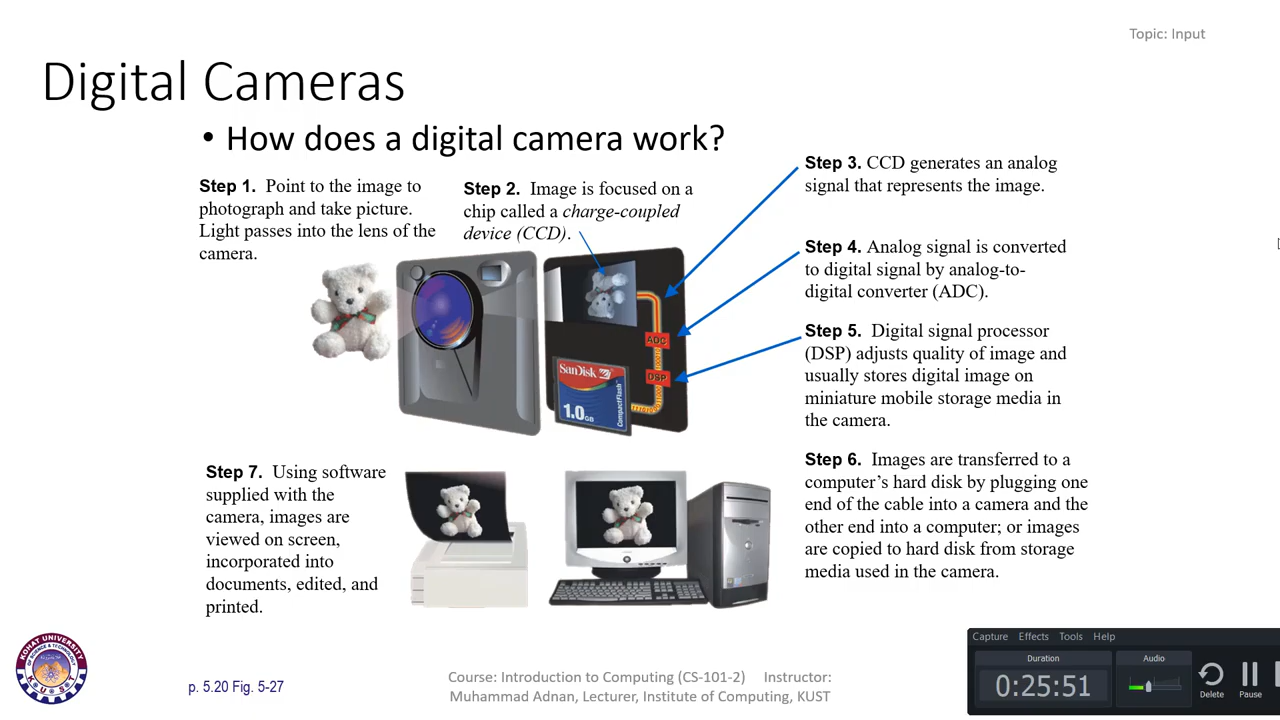 Topic: Input
Digital Cameras
• How does a digital camera work?
Step 1. Point to the image to
photograph and take picture.
Light passes into the lens of the
camera.
Step 2. Image is focused on a
chip called a charge-coupled
device (CCD).
Step 3. CCD generates an analog
signal that represents the image.
Step 4. Analog signal is converted
to digital signal by analog-to-
digital converter (ADC).
Step 5. Digital signal processor
(DSP) adjusts quality of image and
usually stores digital image on
miniature mobile storage media in
the camera.
ADC
DSP
SanDisk
CompactFlash
1.0GB
Step 6. Images are transferred to a
computer's hard disk by plugging one
end of the cable into a camera and the
other end into a computer; or images
are copied to hard disk from storage
media used in the camera.
Step 7. Using software
supplied with the
camera, images are
viewed on screen,
incorporated into
documents, edited, and
printed.
KOHAT UNIVERSITY
OF SCIENCE & TECHNOLOGY
K U S T
p. 5.20 Fig. 5-27
Course: Introduction to Computing (CS-101-2) Instructor:
Muhammad Adnan, Lecturer, Institute of Computing, KUST
Capture Effects Tools Help
Duration
Audio
0:25:51
Delete
Pause